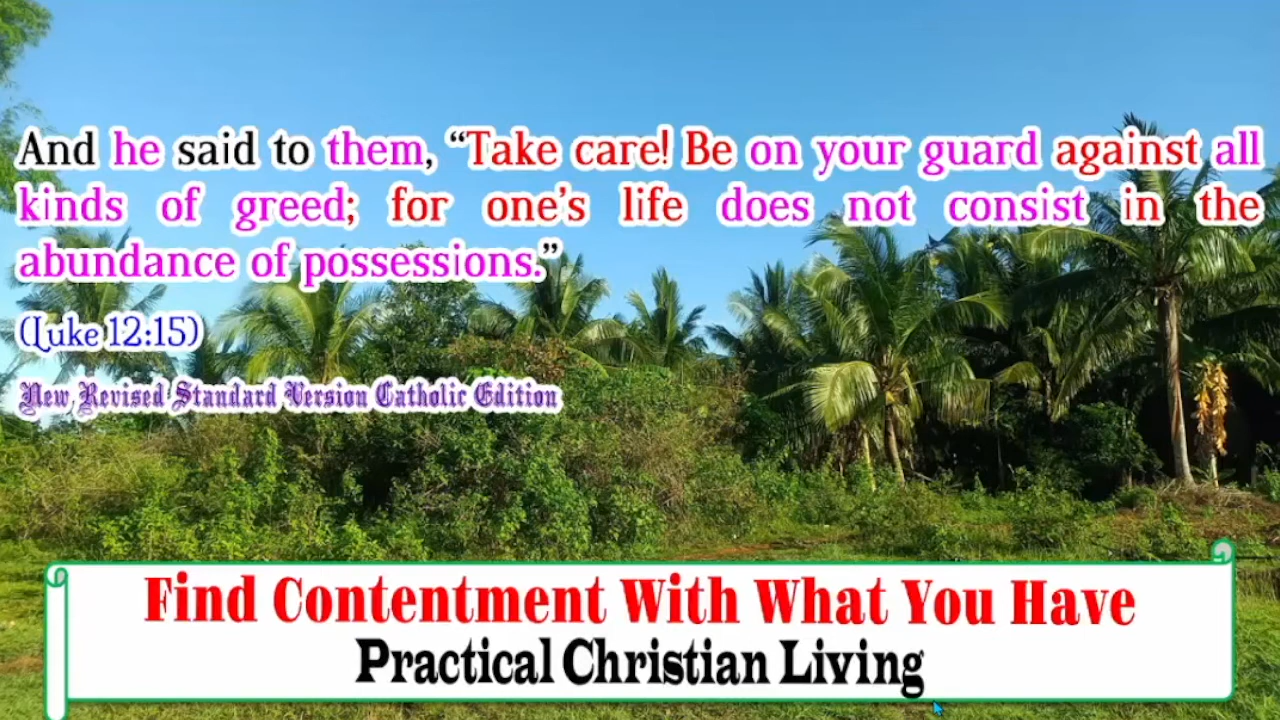 And he said to them, “Take care! Be on your guard against all
kinds of greed; for one’s life does not consist in the
abundance of possessions.”
(Luke 12:15)
New Revised Standard Version Catholic Edition
Find Contentment With What You Have
Practical Christian Living